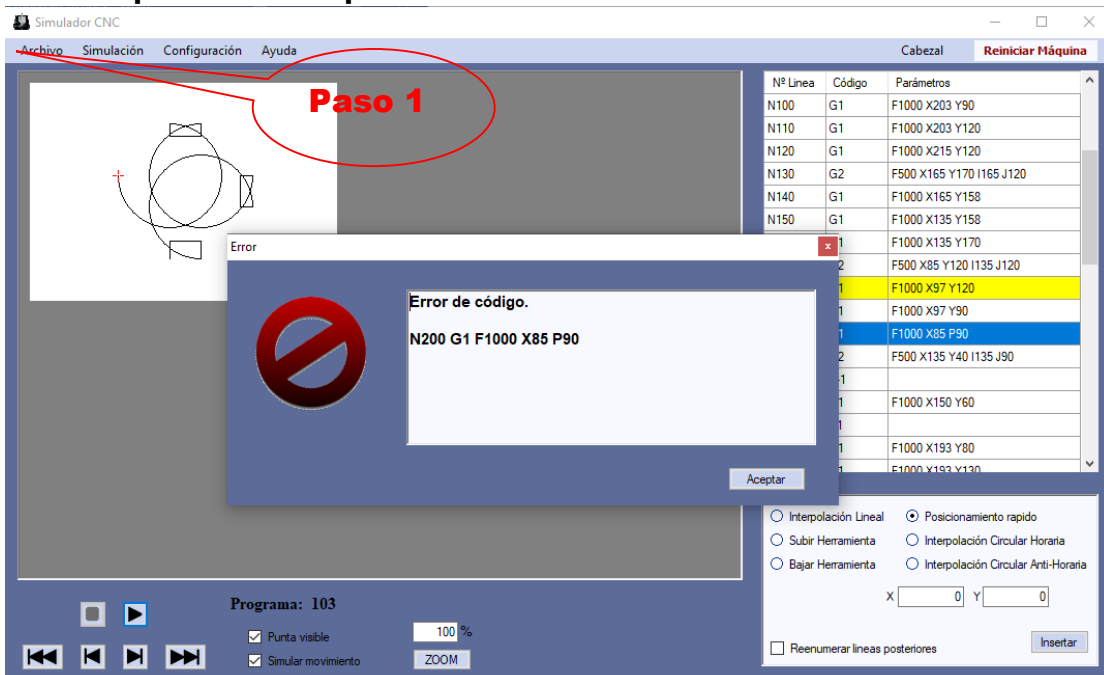 Simulador CNC
Archivo Simulación Configuración Ayuda Cabezal Reiniciar Máquina
Paso 1
Nº Linea Código Parámetros
N100 G1 F1000 X203 Y90
N110 G1 F1000 X203 Y120
N120 G1 F1000 X215 Y120
N130 G2 F500 X165 Y170 I165 J120
N140 G1 F1000 X165 Y158
N150 G1 F1000 X135 Y158
F1000 X135 Y170
F500 X85 Y120 I135 J120
F1000 X97 Y120
F1000 X97 Y90
F1000 X85 P90
F500 X135 Y40 I135 J90
F1000 X150 Y60
F1000 X193 Y80
F1000 X193 Y130
Error
Error de código.
N200 G1 F1000 X85 P90
Aceptar
Interpolación Lineal Posicionamiento rapido
Subir Herramienta Interpolación Circular Horaria
Bajar Herramienta Interpolación Circular Anti-Horaria
X 0 Y 0
Reenumerar lineas posteriores Insertar
Programa: 103
Punta visible 100 %
Simular movimiento ZOOM